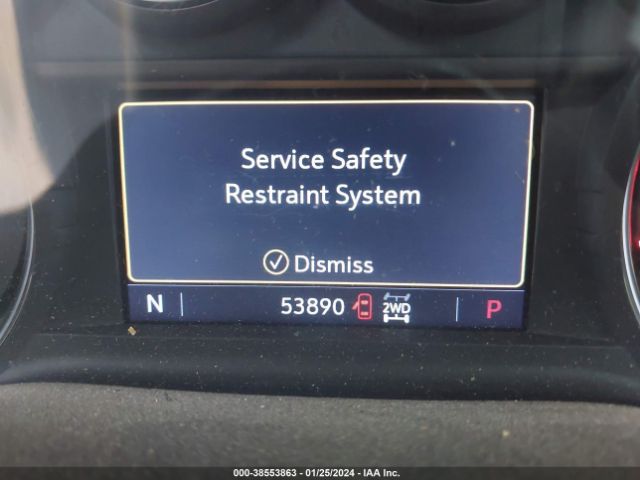 Service Safety
Restraint System
Dismiss
N 53890 2WD P
000-38553863 - 01/25/2024 - IAA Inc.